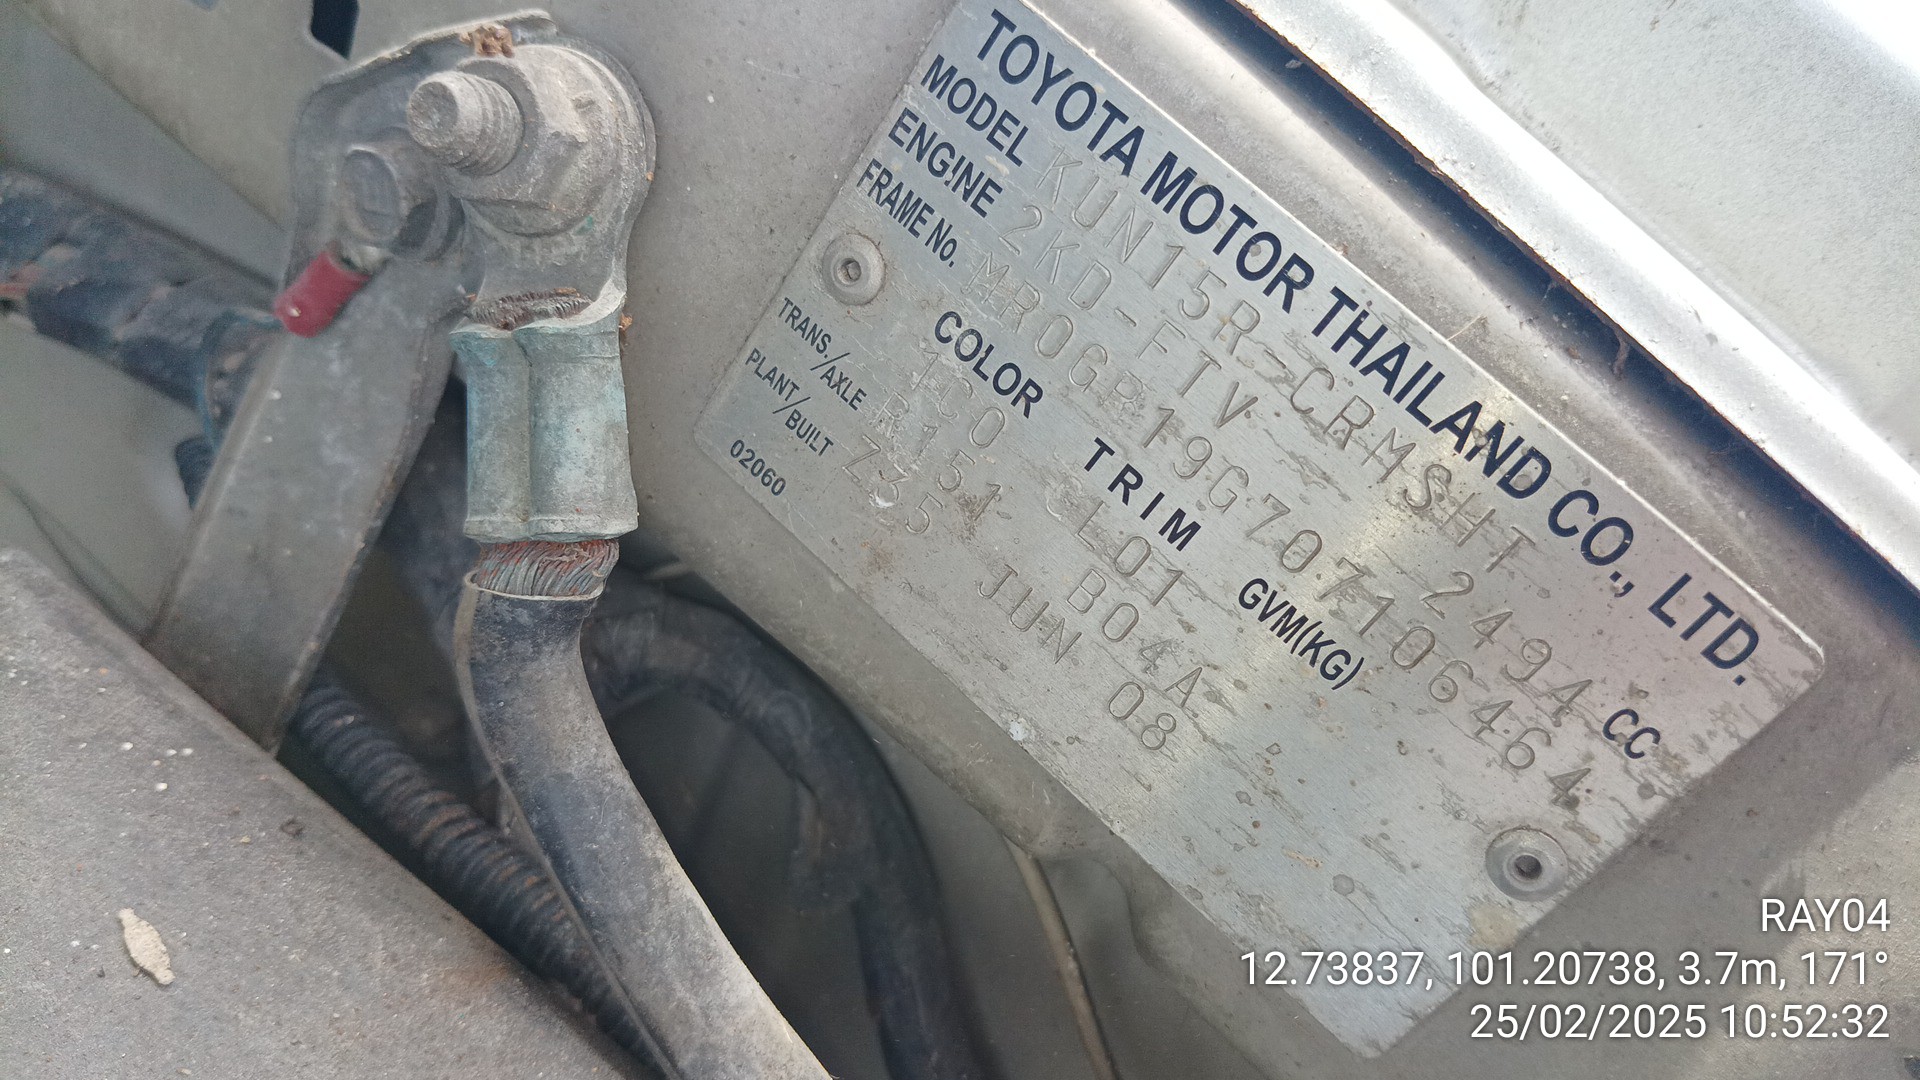 TOYOTA MOTOR THAILAND CO., LTD.
MODEL KUN15R-CRMSHT
ENGINE 2KD-FTV 2494 CC
FRAME No. MR0GR19G707106464
COLOR TRIM GVM(KG)
1C0 LL01
TRANS./AXLE R151 B04A
PLANT/BUILT Z35 JUN 08
02060
RAY04
12.73837, 101.20738, 3.7m, 171°
25/02/2025 10:52:32